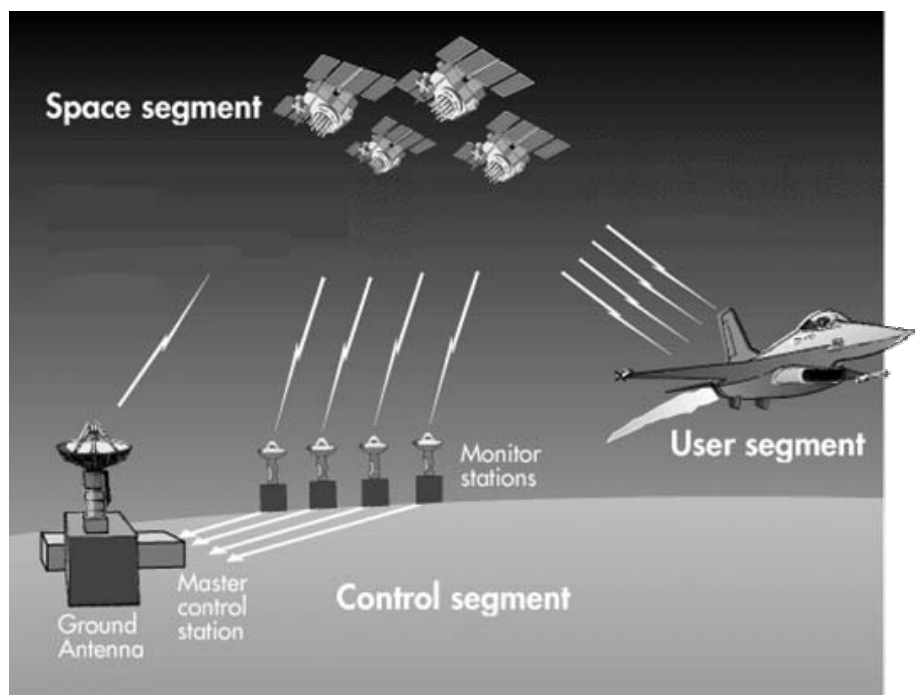 Space segment
User segment
Monitor
stations
Control segment
Master
control
station
Ground
Antenna